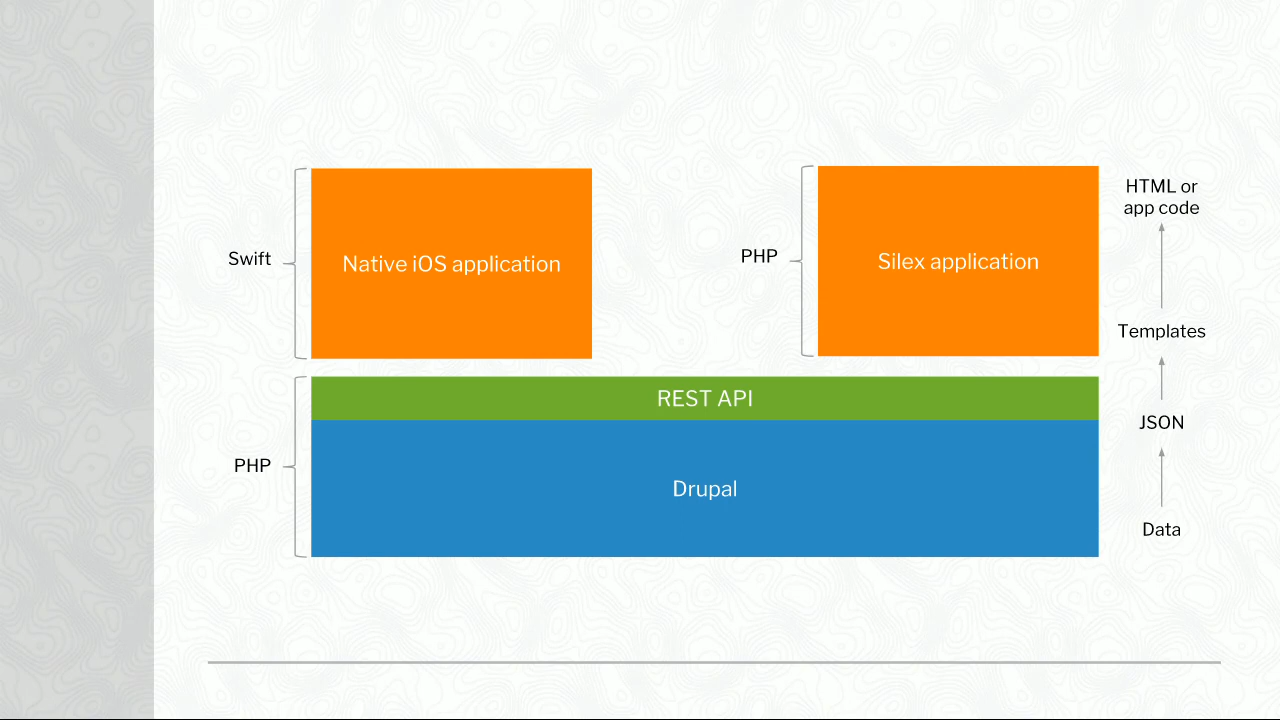 Swift
Native iOS application
PHP
Silex application
HTML or
app code
Templates
REST API
JSON
PHP
Drupal
Data